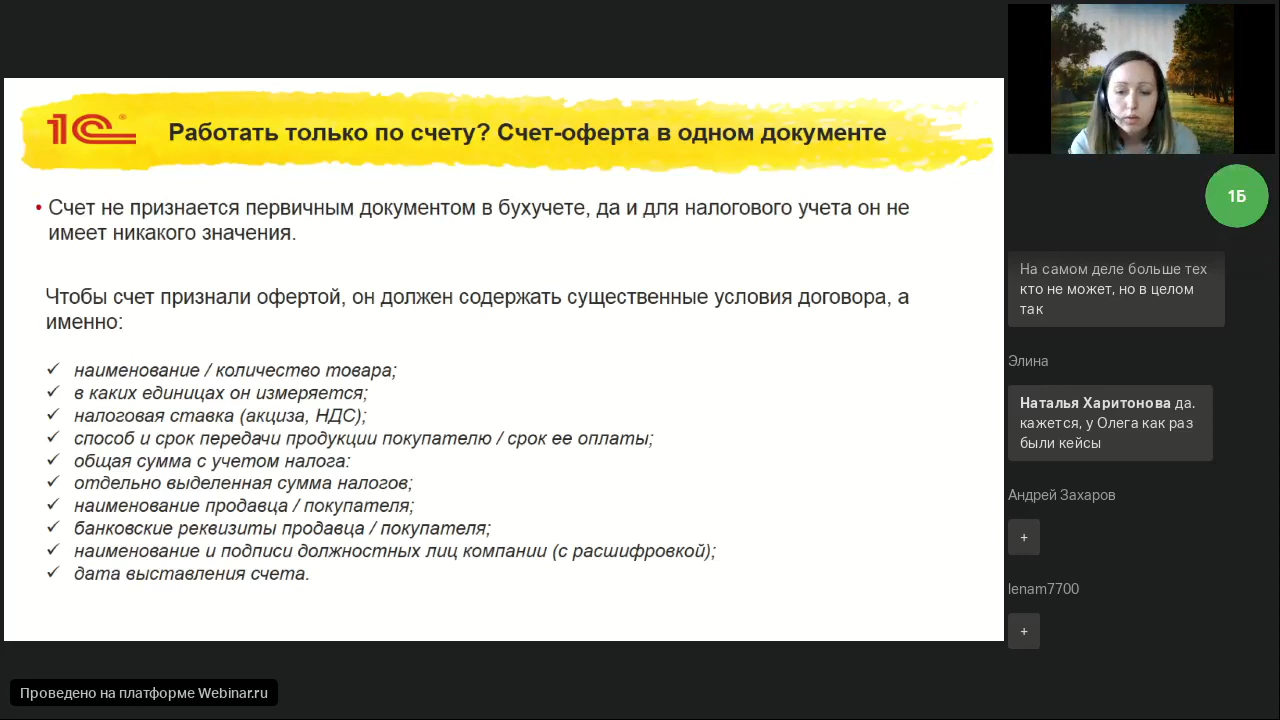 1С®
Работать только по счету? Счет-оферта в одном документе
• Счет не признается первичным документом в бухучете, да и для налогового учета он не
имеет никакого значения.
Чтобы счет признали офертой, он должен содержать существенные условия договора, а
именно:
✓ наименование / количество товара;
✓ в каких единицах он измеряется;
✓ налоговая ставка (акциза, НДС);
✓ способ и срок передачи продукции покупателю / срок ее оплаты;
✓ общая сумма с учетом налога:
✓ отдельно выделенная сумма налогов;
✓ наименование продавца / покупателя;
✓ банковские реквизиты продавца / покупателя;
✓ наименование и подписи должностных лиц компании (с расшифровкой);
✓ дата выставления счета.
1Б
На самом деле больше тех
кто не может, но в целом
так
Элина
Наталья Харитонова да.
кажется, у Олега как раз
были кейсы
Андрей Захаров
+
lenam7700
+
Проведено на платформе Webinar.ru